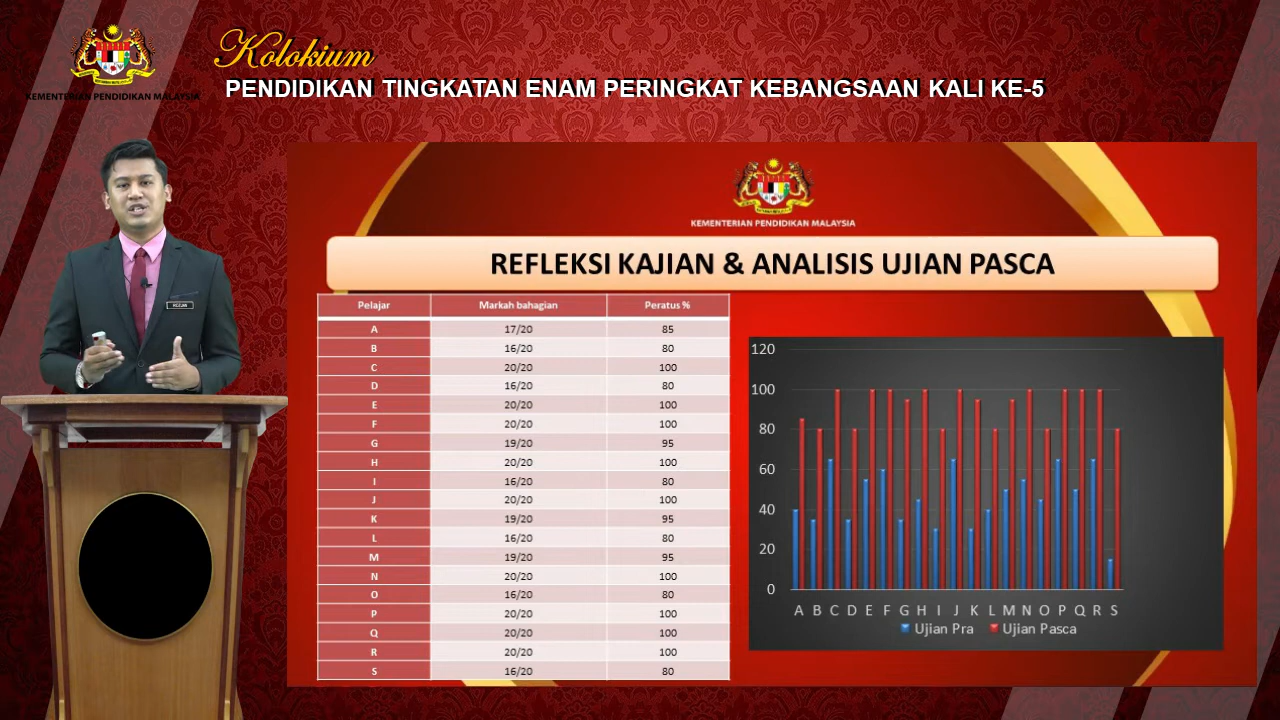 Kolokium
KEMENTERIAN PENDIDIKAN MALAYSIA
PENDIDIKAN TINGKATAN ENAM PERINGKAT KEBANGSAAN KALI KE-5
KEMENTERIAN PENDIDIKAN MALAYSIA
REFLEKSI KAJIAN & ANALISIS UJIAN PASCA
Pelajar Markah bahagian Peratus %
A 17/20 85
B 16/20 80
C 20/20 100
D 16/20 80
E 20/20 100
F 20/20 100
G 19/20 95
H 20/20 100
I 16/20 80
J 20/20 100
K 19/20 95
L 16/20 80
M 19/20 95
N 20/20 100
O 16/20 80
P 20/20 100
Q 20/20 100
R 20/20 100
S 16/20 80
120
100
80
60
40
20
0
A B C D E F G H I J K L M N O P Q R S
Ujian Pra Ujian Pasca